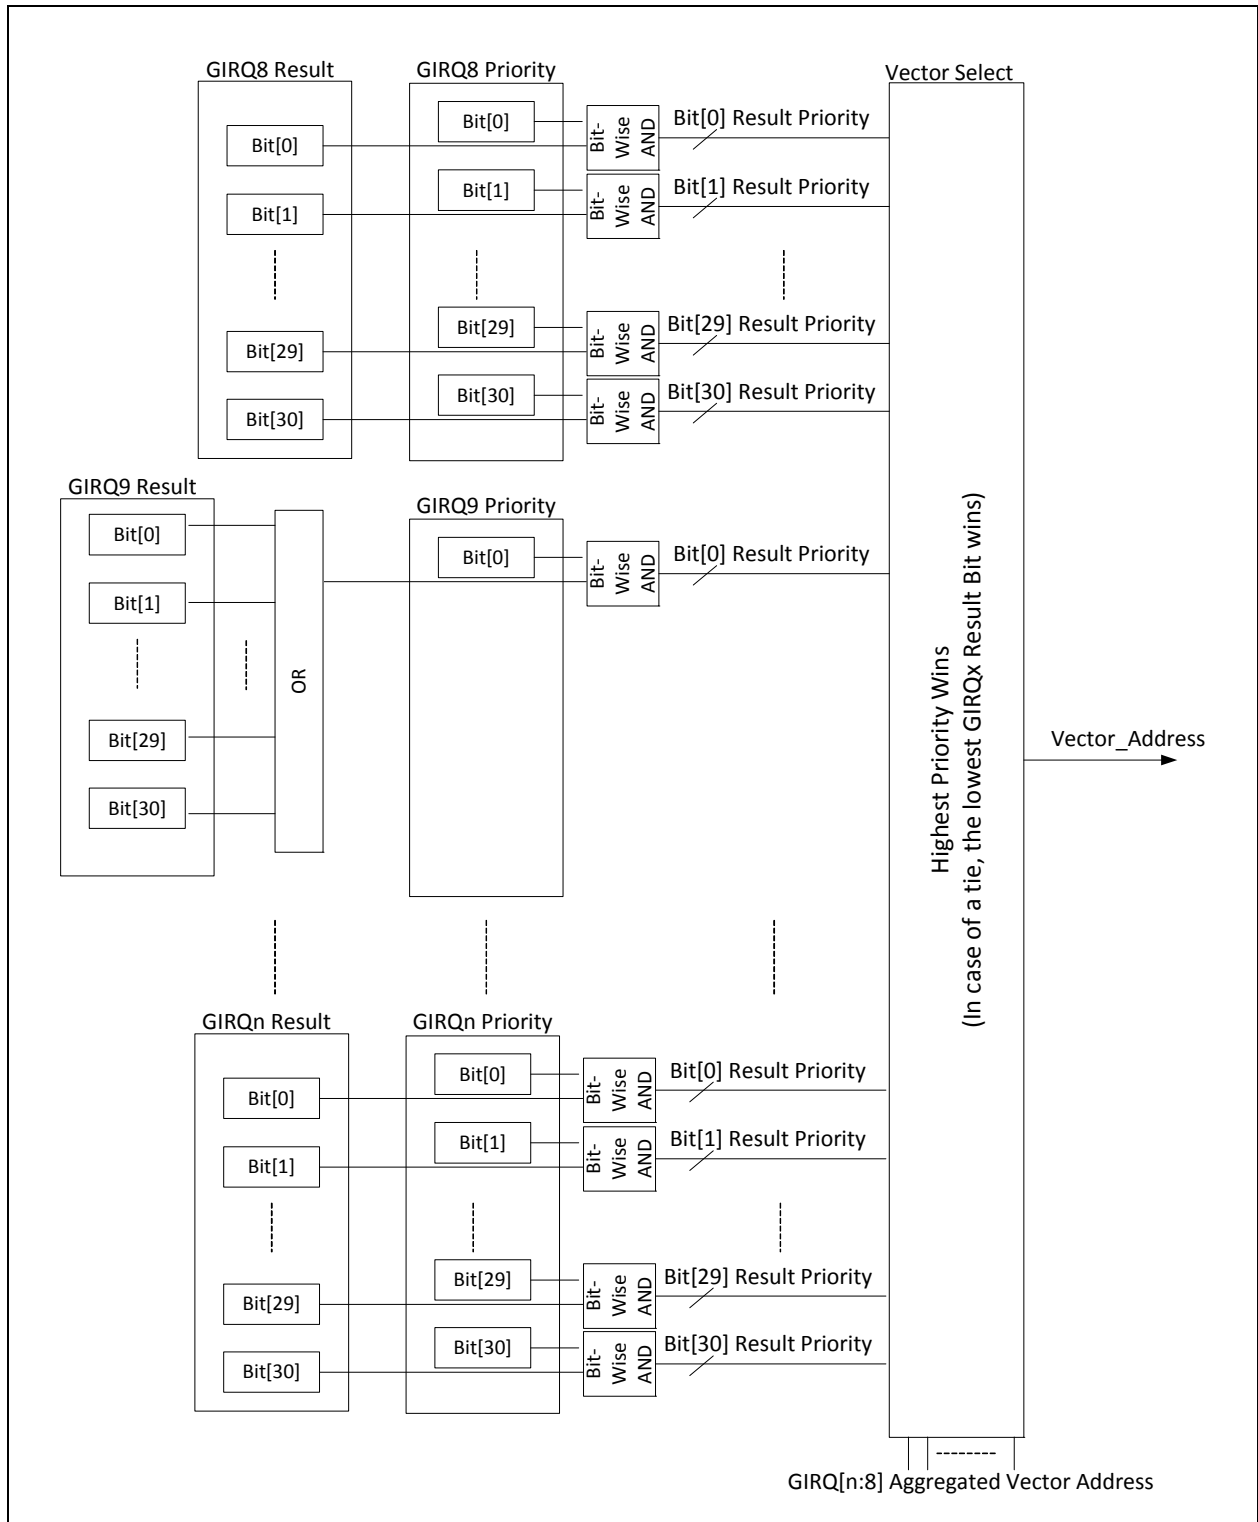 GIRQ8 Result
GIRQ8 Priority
Vector Select
Bit[0]
Bit[0]
Bit-
Wise
AND
Bit[0] Result Priority
Bit[1]
Bit[1]
Bit-
Wise
AND
Bit[1] Result Priority
Bit[29]
Bit[29]
Bit-
Wise
AND
Bit[29] Result Priority
Bit[30]
Bit[30]
Bit-
Wise
AND
Bit[30] Result Priority
GIRQ9 Result
GIRQ9 Priority
Bit[0]
Bit[1]
Bit[29]
Bit[30]
OR
Bit[0]
Bit-
Wise
AND
Bit[0] Result Priority
Highest Priority Wins
(In case of a tie, the lowest GIRQx Result Bit wins)
Vector_Address
GIRQn Result
GIRQn Priority
Bit[0]
Bit[0]
Bit-
Wise
AND
Bit[0] Result Priority
Bit[1]
Bit[1]
Bit-
Wise
AND
Bit[1] Result Priority
Bit[29]
Bit[29]
Bit-
Wise
AND
Bit[29] Result Priority
Bit[30]
Bit[30]
Bit-
Wise
AND
Bit[30] Result Priority
GIRQ[n:8] Aggregated Vector Address